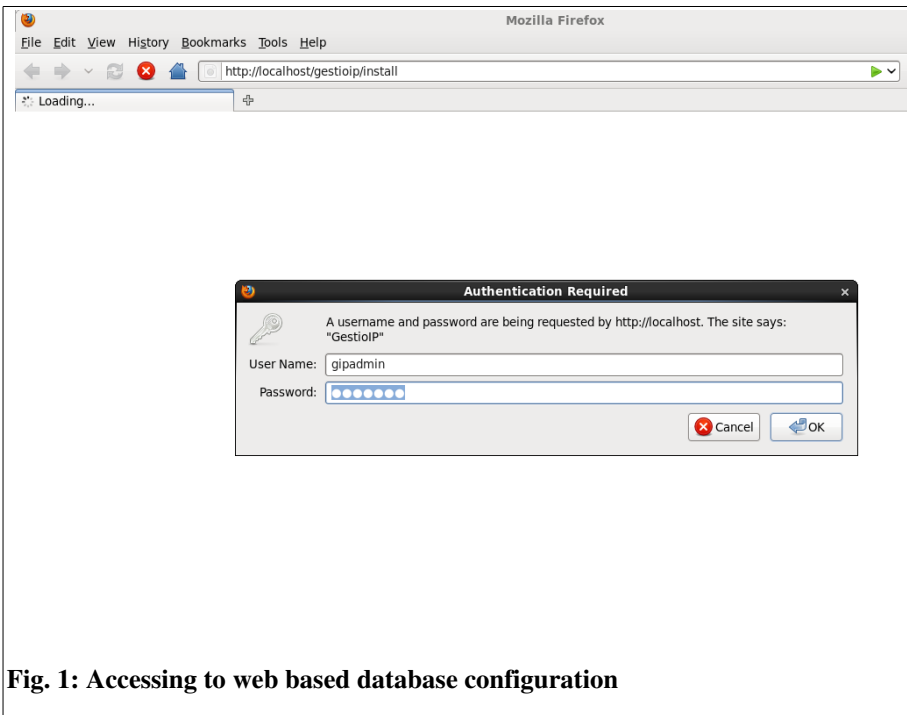 Mozilla Firefox
File Edit View History Bookmarks Tools Help
http://localhost/gestioip/install
Loading...
Authentication Required
A username and password are being requested by http://localhost. The site says:
"GestioIP"
User Name: gipadmin
Password: ●●●●●●●
Cancel OK
Fig. 1: Accessing to web based database configuration